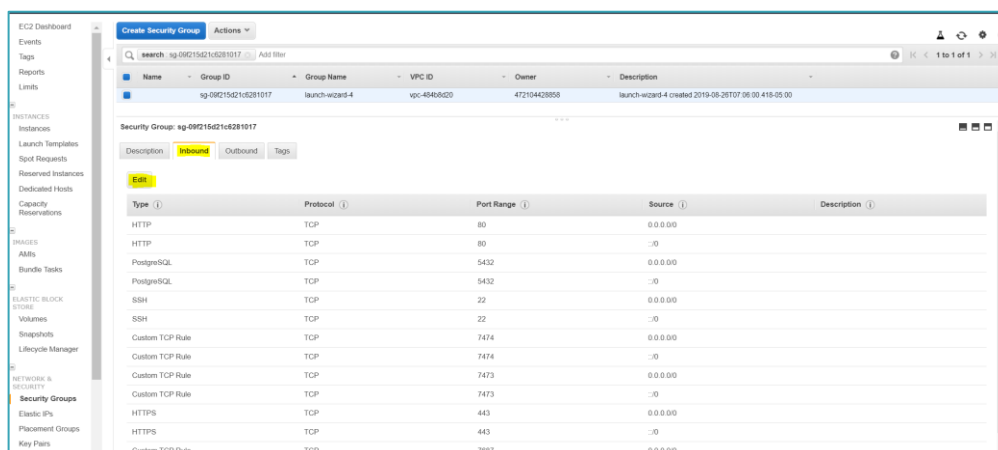 EC2 Dashboard
Events
Tags
Reports
Limits
INSTANCES
Instances
Launch Templates
Spot Requests
Reserved Instances
Dedicated Hosts
Capacity
Reservations
IMAGES
AMIs
Bundle Tasks
ELASTIC BLOCK
STORE
Volumes
Snapshots
Lifecycle Manager
NETWORK &
SECURITY
Security Groups
Elastic IPs
Placement Groups
Key Pairs
Create Security Group Actions
search : sg-09f215d21c6281017 Add filter 1 to 1 of 1
Name Group ID Group Name VPC ID Owner Description
sg-09f215d21c6281017 launch-wizard-4 vpc-484b8d20 472104428858 launch-wizard-4 created 2019-08-26T07:06:00.418-05:00
Security Group: sg-09f215d21c6281017
Description Inbound Outbound Tags
Edit
Type Protocol Port Range Source Description
HTTP TCP 80 0.0.0.0/0
HTTP TCP 80 ::/0
PostgreSQL TCP 5432 0.0.0.0/0
PostgreSQL TCP 5432 ::/0
SSH TCP 22 0.0.0.0/0
SSH TCP 22 ::/0
Custom TCP Rule TCP 7474 0.0.0.0/0
Custom TCP Rule TCP 7474 ::/0
Custom TCP Rule TCP 7473 0.0.0.0/0
Custom TCP Rule TCP 7473 ::/0
HTTPS TCP 443 0.0.0.0/0
HTTPS TCP 443 ::/0
Custom TCP Rule TCP 0.0.0.0/0